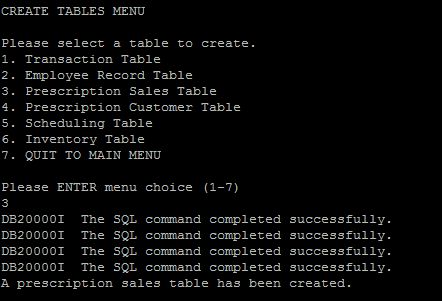 CREATE TABLES MENU
Please select a table to create.
1. Transaction Table
2. Employee Record Table
3. Prescription Sales Table
4. Prescription Customer Table
5. Scheduling Table
6. Inventory Table
7. QUIT TO MAIN MENU
Please ENTER menu choice (1-7)
3
DB20000I  The SQL command completed successfully.
DB20000I  The SQL command completed successfully.
DB20000I  The SQL command completed successfully.
DB20000I  The SQL command completed successfully.
A prescription sales table has been created.